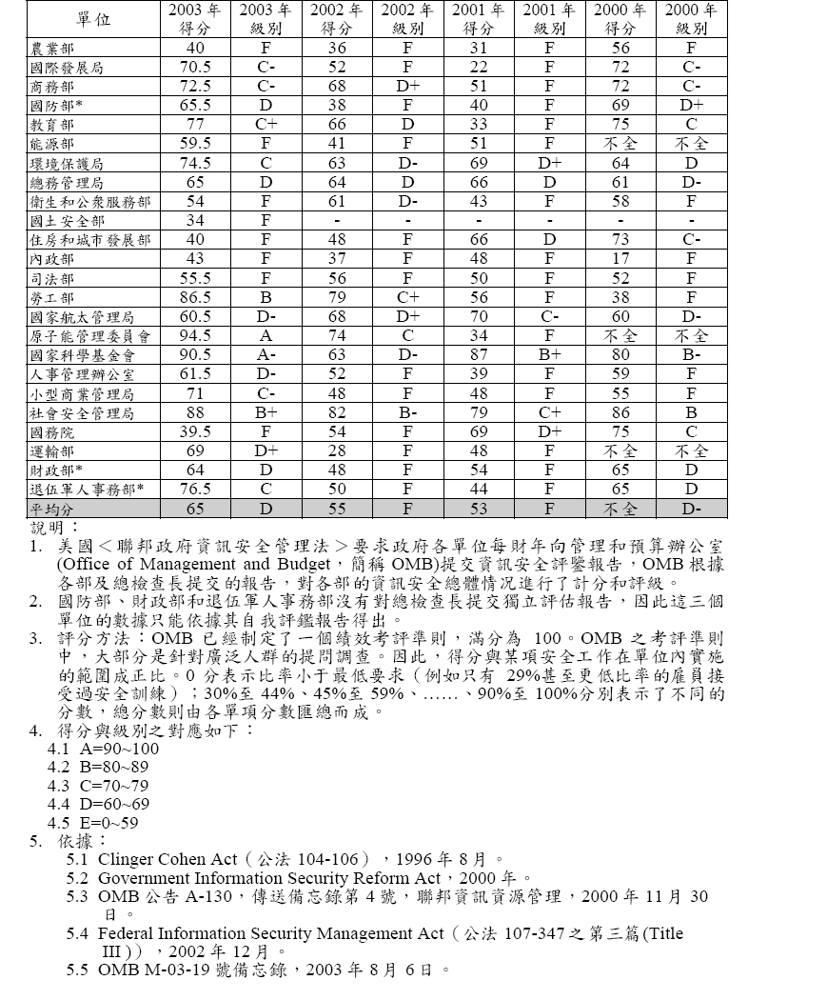 單位 2003 年得分 2003 年級別 2002 年得分 2002 年級別 2001 年得分 2001 年級別 2000 年得分 2000 年級別
農業部 40 F 36 F 31 F 56 F
國際發展局 70.5 C- 52 F 22 F 72 C-
商務部 72.5 C- 68 D+ 51 F 72 C-
國防部* 65.5 D 38 F 40 F 69 D+
教育部 77 C+ 66 D 33 F 75 C
能源部 59.5 F 41 F 51 F 不全 不全
環境保護局 74.5 C 63 D- 69 D+ 64 D
總務管理局 65 D 64 D 66 D 61 D-
衛生和公眾服務部 54 F 61 D- 43 F 58 F
國土安全部 34 F - - - - - -
住房和城市發展部 40 F 48 F 66 D 73 C-
內政部 43 F 37 F 48 F 17 F
司法部 55.5 F 56 F 50 F 52 F
勞工部 86.5 B 79 C+ 56 F 38 F
國家航太管理局 60.5 D- 68 D+ 70 C- 60 D-
原子能管理委員會 94.5 A 74 C 34 F 不全 不全
國家科學基金會 90.5 A- 63 D- 87 B+ 80 B-
人事管理辦公室 61.5 D- 52 F 39 F 59 F
小型商業管理局 71 C- 48 F 48 F 55 F
社會安全管理局 88 B+ 82 B- 79 C+ 86 B
國務院 39.5 F 54 F 69 D+ 75 C
運輸部 69 D+ 28 F 48 F 不全 不全
財政部* 64 D 48 F 54 F 65 D
退伍軍人事務部* 76.5 C 50 F 44 F 65 D
平均分 65 D 55 F 53 F 不全 D-
說明：
1. 美國＜聯邦政府資訊安全管理法＞要求政府各單位每財年向管理和預算辦公室
(Office of Management and Budget，簡稱 OMB)提交資訊安全評鑒報告，OMB 根據
各部及總檢查長提交的報告，對各部的資訊安全總體情況進行了計分和評級。
2. 國防部、財政部和退伍軍人事務部沒有對總檢查長提交獨立評估報告，因此這三個
單位的數據只能依據其自我評鑑報告得出。
3. 評分方法：OMB 已經制定了一個績效考評準則，滿分為 100。OMB 之考評準則
中，大部分是針對廣泛人群的提問調查。因此，得分與某項安全工作在單位內實施
的範圍成正比。0 分表示比率小于最低要求（例如只有 29%甚至更低比率的雇員接
受過安全訓練）；30%至 44%、45%至 59%、……、90%至 100%分別表示了不同的
分數，總分數則由各單項分數匯總而成。
4. 得分與級別之對應如下：
4.1 A=90~100
4.2 B=80~89
4.3 C=70~79
4.4 D=60~69
4.5 E=0~59
5. 依據：
5.1 Clinger Cohen Act（公法 104-106），1996 年 8 月。
5.2 Government Information Security Reform Act，2000 年。
5.3 OMB 公告 A-130，傳送備忘錄第 4 號，聯邦資訊資源管理，2000 年 11 月 30
日。
5.4 Federal Information Security Management Act（公法 107-347 之第三篇(Title
III)），2002 年 12 月。
5.5 OMB M-03-19 號備忘錄，2003 年 8 月 6 日。